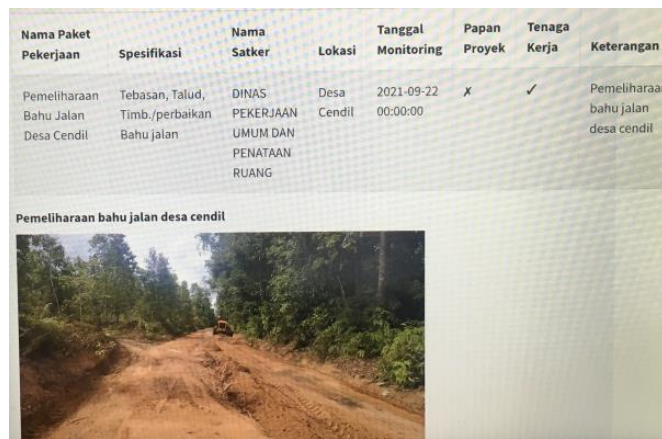 Nama Paket Pekerjaan
Spesifikasi
Nama Satker
Lokasi
Tanggal Monitoring
Papan Proyek
Tenaga Kerja
Keterangan
Pemeliharaan Bahu Jalan Desa Cendil
Tebasan, Talud, Timb./perbaikan Bahu jalan
DINAS PEKERJAAN UMUM DAN PENATAAN RUANG
Desa Cendil
2021-09-22 00:00:00
✗
✓
Pemeliharaa bahu jalan desa cendil
Pemeliharaan bahu jalan desa cendil